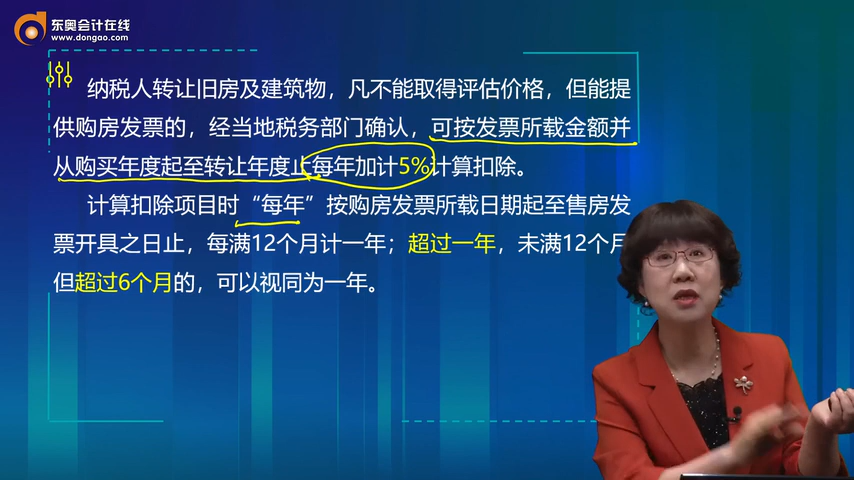 东奥会计在线
www.dongao.com
纳税人转让旧房及建筑物，凡不能取得评估价格，但能提
供购房发票的，经当地税务部门确认，可按发票所载金额并
从购买年度起至转让年度止每年加计5%计算扣除。
计算扣除项目时“每年”按购房发票所载日期起至售房发
票开具之日止，每满12个月计一年；超过一年，未满12个月
但超过6个月的，可以视同为一年。